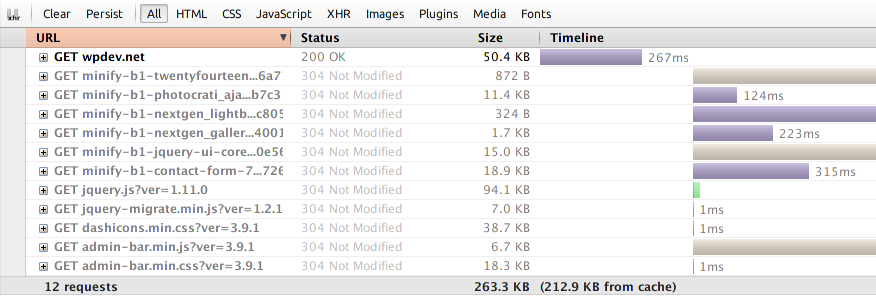 xhr Clear Persist All HTML CSS JavaScript XHR Images Plugins Media Fonts
URL Status Size Timeline
GET wpdev.net 200 OK 50.4 KB 267ms
GET minify-b1-twentyfourteen...6a7 304 Not Modified 872 B
GET minify-b1-photocrati_aja...b7c3 304 Not Modified 11.4 KB 124ms
GET minify-b1-nextgen_lightb...c805 304 Not Modified 324 B
GET minify-b1-nextgen_galler...4001 304 Not Modified 1.7 KB 223ms
GET minify-b1-jquery-ui-core...0e56 304 Not Modified 15.0 KB
GET minify-b1-contact-form-7...726 304 Not Modified 18.9 KB 315ms
GET jquery.js?ver=1.11.0 304 Not Modified 94.1 KB
GET jquery-migrate.min.js?ver=1.2.1 304 Not Modified 7.0 KB 1ms
GET dashicons.min.css?ver=3.9.1 304 Not Modified 38.7 KB 1ms
GET admin-bar.min.js?ver=3.9.1 304 Not Modified 6.7 KB
GET admin-bar.min.css?ver=3.9.1 304 Not Modified 18.3 KB 1ms
12 requests 263.3 KB (212.9 KB from cache)